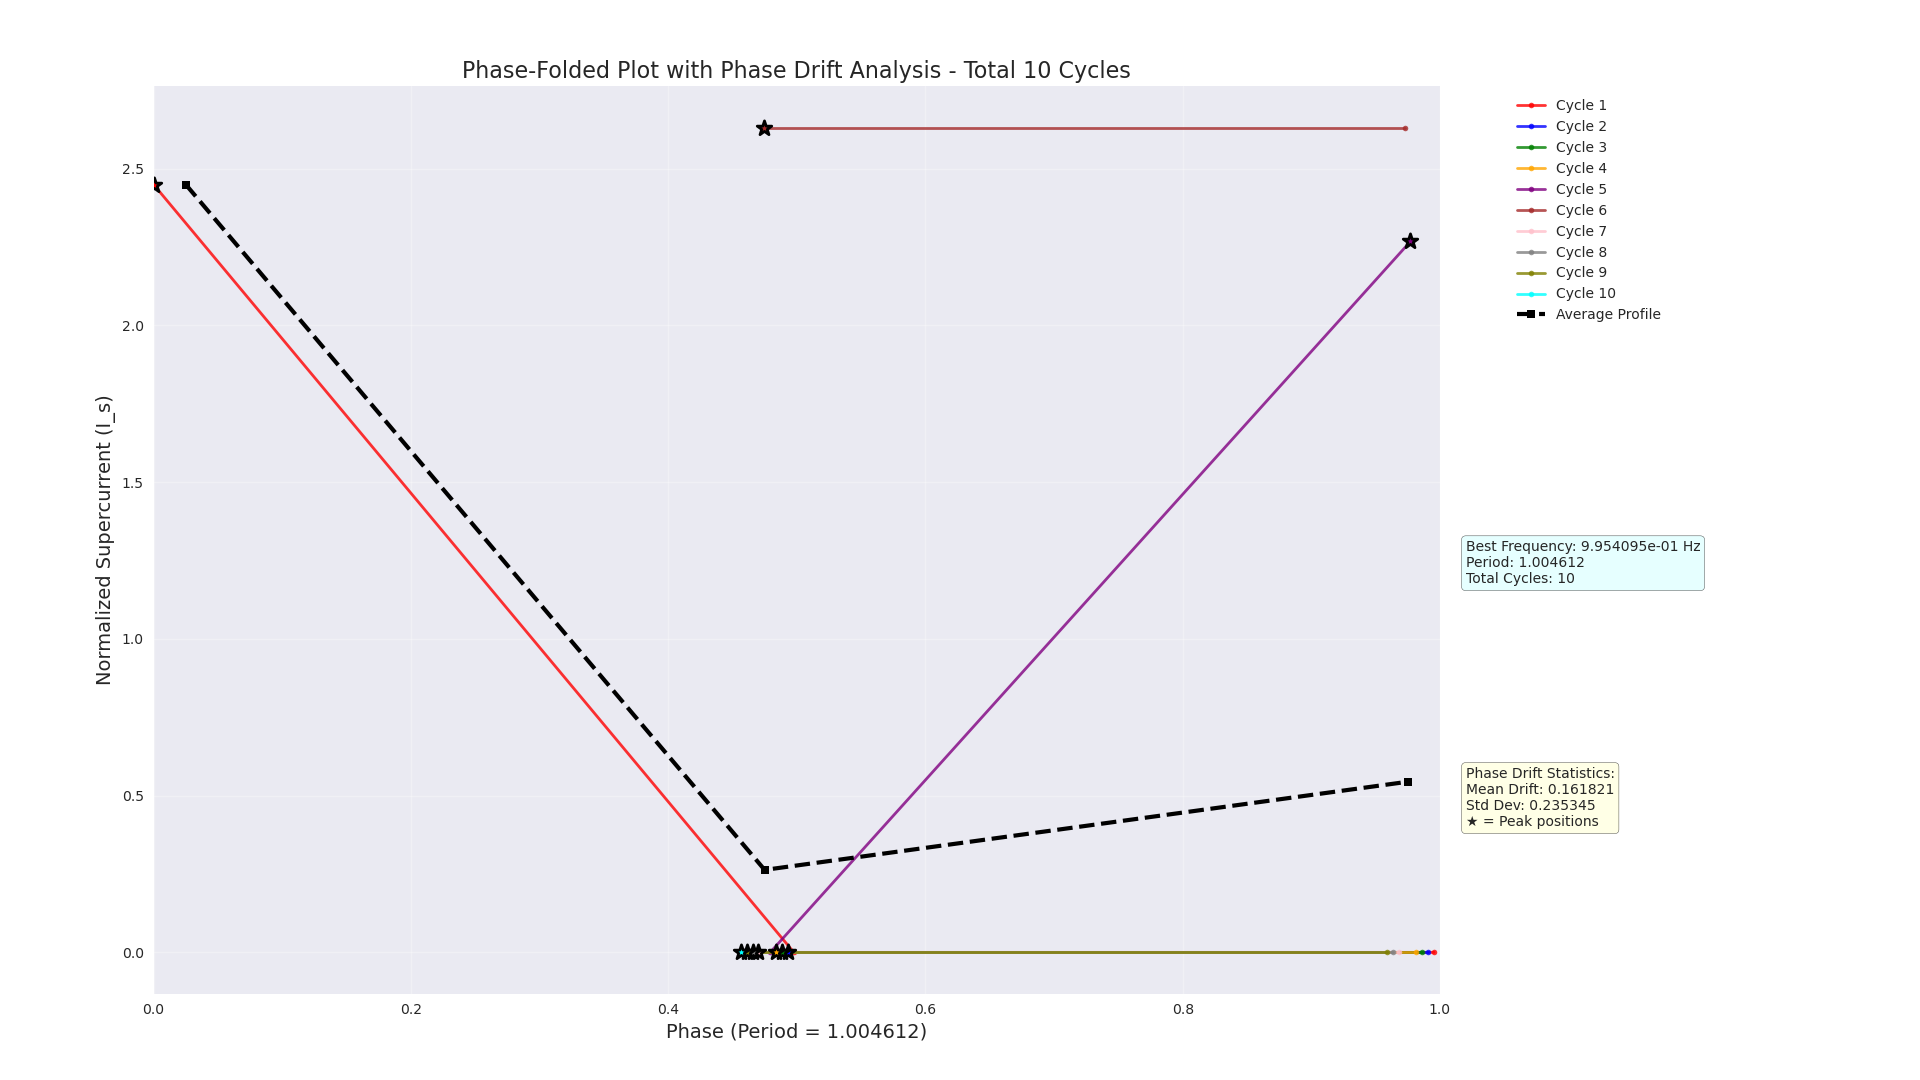 Phase-Folded Plot with Phase Drift Analysis - Total 10 Cycles
Normalized Supercurrent (I_s)
2.5
2.0
1.5
1.0
0.5
0.0
0.0 0.2 0.4 0.6 0.8 1.0
Phase (Period = 1.004612)
Cycle 1
Cycle 2
Cycle 3
Cycle 4
Cycle 5
Cycle 6
Cycle 7
Cycle 8
Cycle 9
Cycle 10
Average Profile
Best Frequency: 9.954095e-01 Hz
Period: 1.004612
Total Cycles: 10
Phase Drift Statistics:
Mean Drift: 0.161821
Std Dev: 0.235345
★ = Peak positions